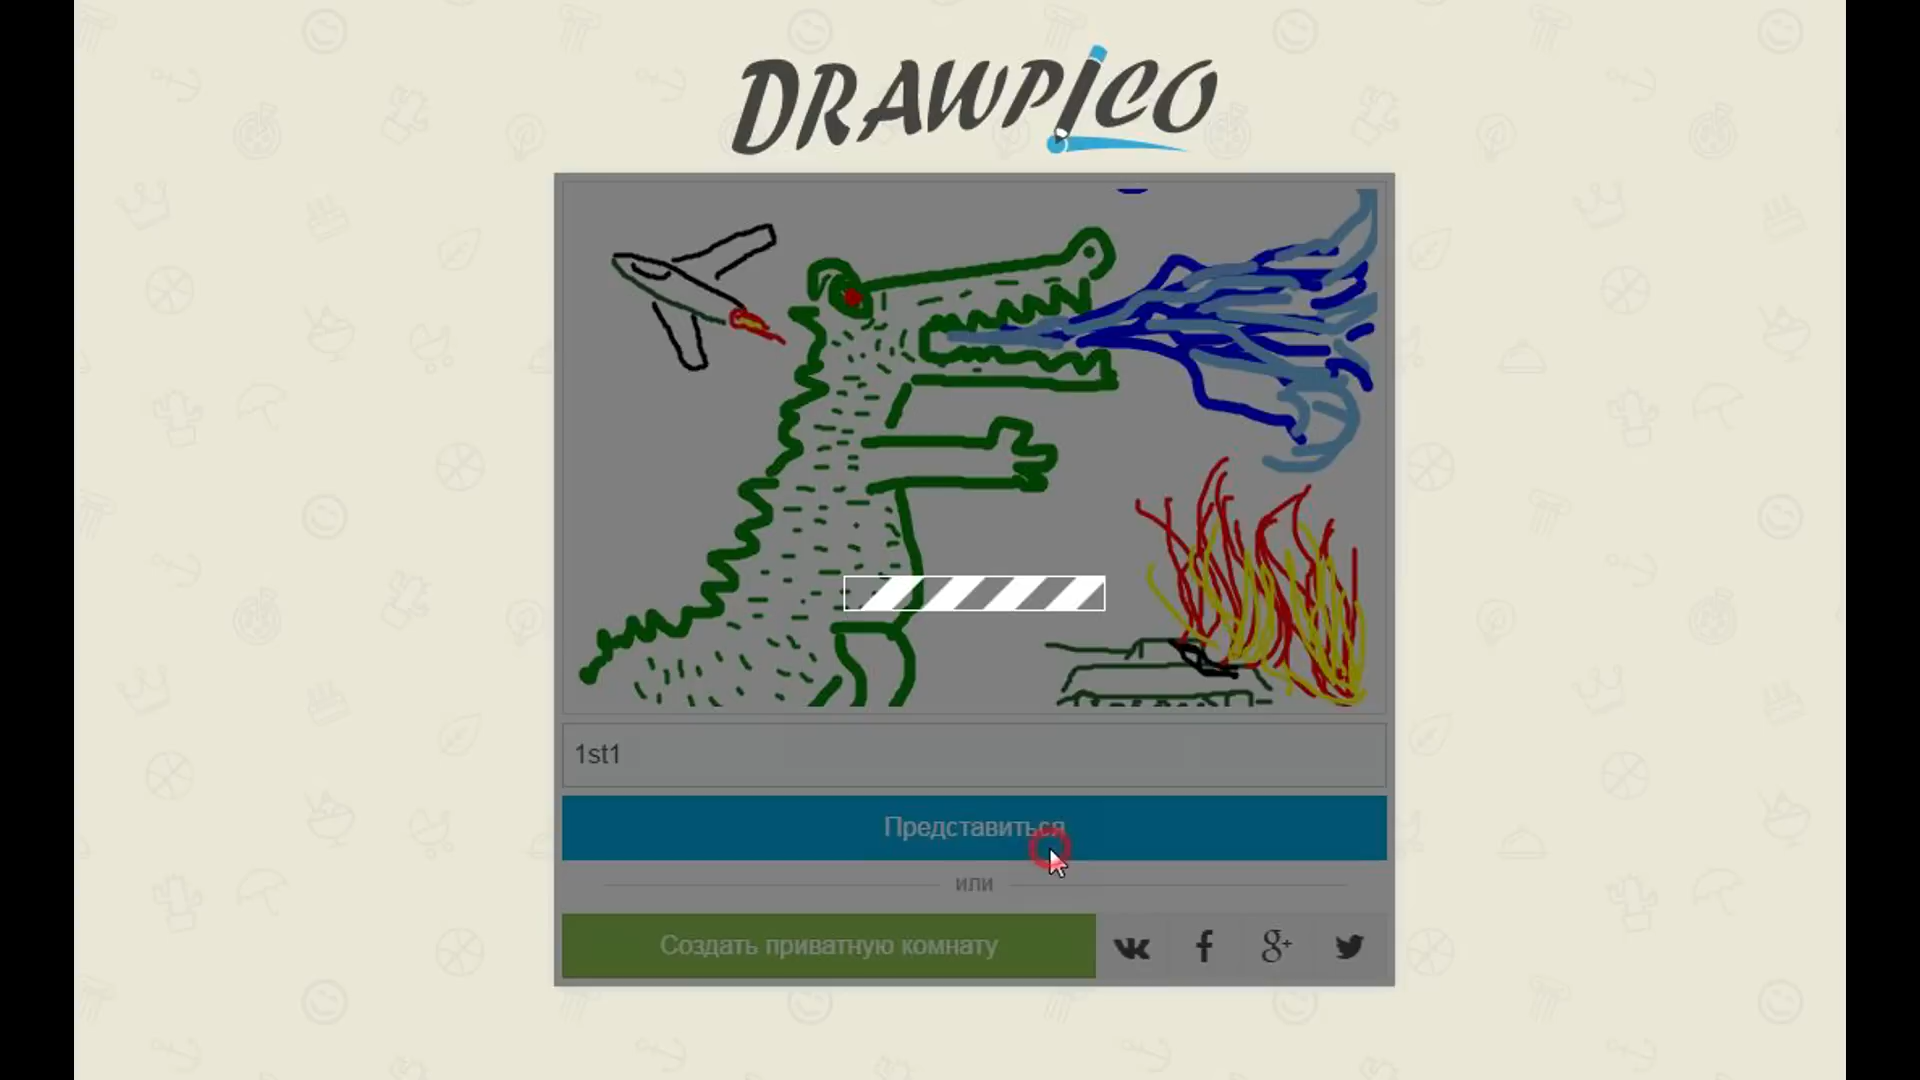 DRAWPICO
1st1
Представиться
или
Создать приватную комнату